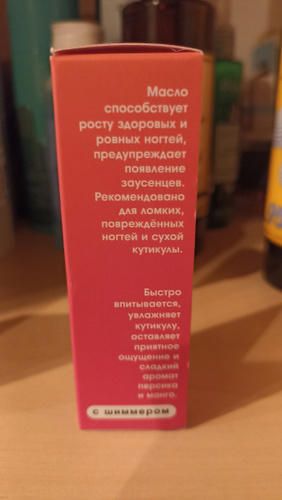 Масло
способствует
росту здоровых и
ровных ногтей,
предупреждает
появление
заусенцев.
Рекомендовано
для ломких,
повреждённых
ногтей и сухой
кутикулы.
Быстро
впитывается,
увлажняет
кутикулу,
оставляет
приятное
ощущение и
сладкий
аромат
персика
и манго.
с шиммером